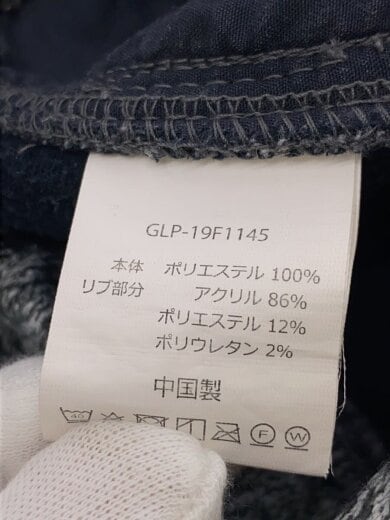 GLP-19F1145
本体 ポリエステル 100%
リブ部分 アクリル 86%
ポリエステル 12%
ポリウレタン 2%
中国製
40 F W